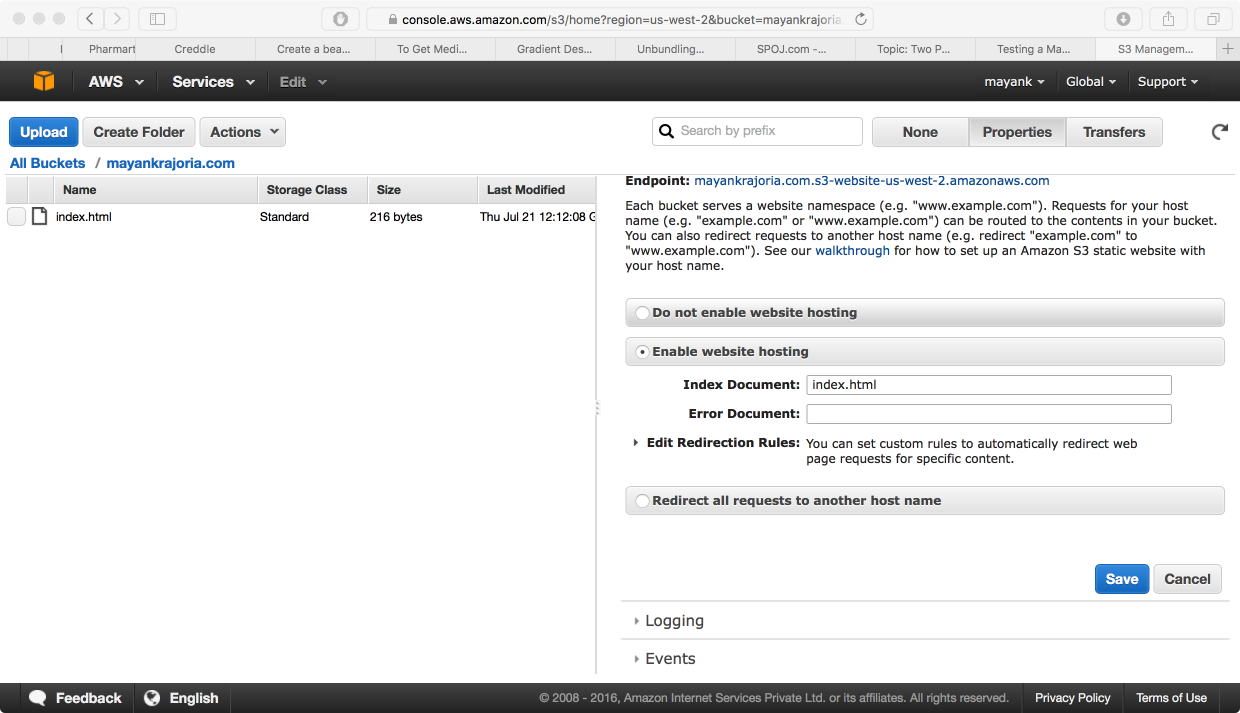 console.aws.amazon.com/s3/home?region=us-west-2&bucket=mayankrajoria.
Pharmart
Creddle
Create a bea...
To Get Medi...
Gradient Des...
Unbundling...
SPOJ.com -...
Topic: Two P...
Testing a Ma...
S3 Managem...
AWS
Services
Edit
mayank
Global
Support
Upload
Create Folder
Actions
Search by prefix
None
Properties
Transfers
All Buckets / mayankrajoria.com
Name
Storage Class
Size
Last Modified
index.html
Standard
216 bytes
Thu Jul 21 12:12:08 G
Endpoint: mayankrajoria.com.s3-website-us-west-2.amazonaws.com
Each bucket serves a website namespace (e.g. "www.example.com"). Requests for your host
name (e.g. "example.com" or "www.example.com") can be routed to the contents in your bucket.
You can also redirect requests to another host name (e.g. redirect "example.com" to
"www.example.com"). See our walkthrough for how to set up an Amazon S3 static website with
your host name.
Do not enable website hosting
Enable website hosting
Index Document: index.html
Error Document:
Edit Redirection Rules: You can set custom rules to automatically redirect web
page requests for specific content.
Redirect all requests to another host name
Save
Cancel
Logging
Events
Feedback
English
© 2008 - 2016, Amazon Internet Services Private Ltd. or its affiliates. All rights reserved.
Privacy Policy
Terms of Use